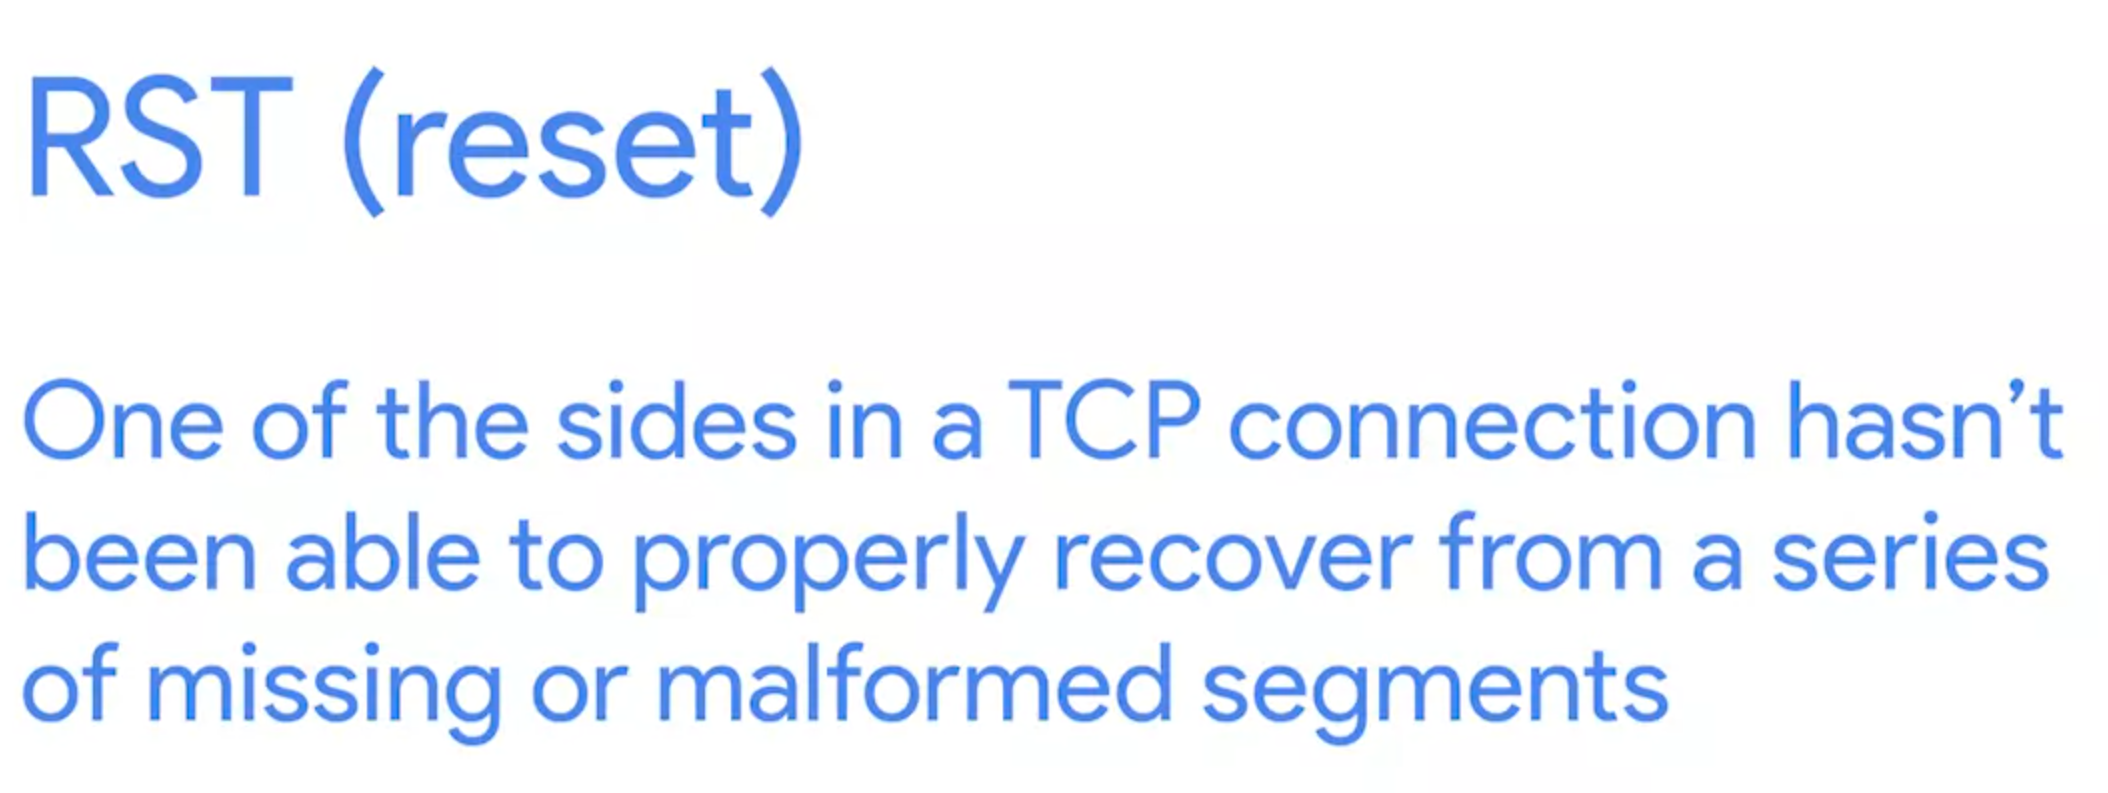 RST (reset)
One of the sides in a TCP connection hasn’t
been able to properly recover from a series
of missing or malformed segments